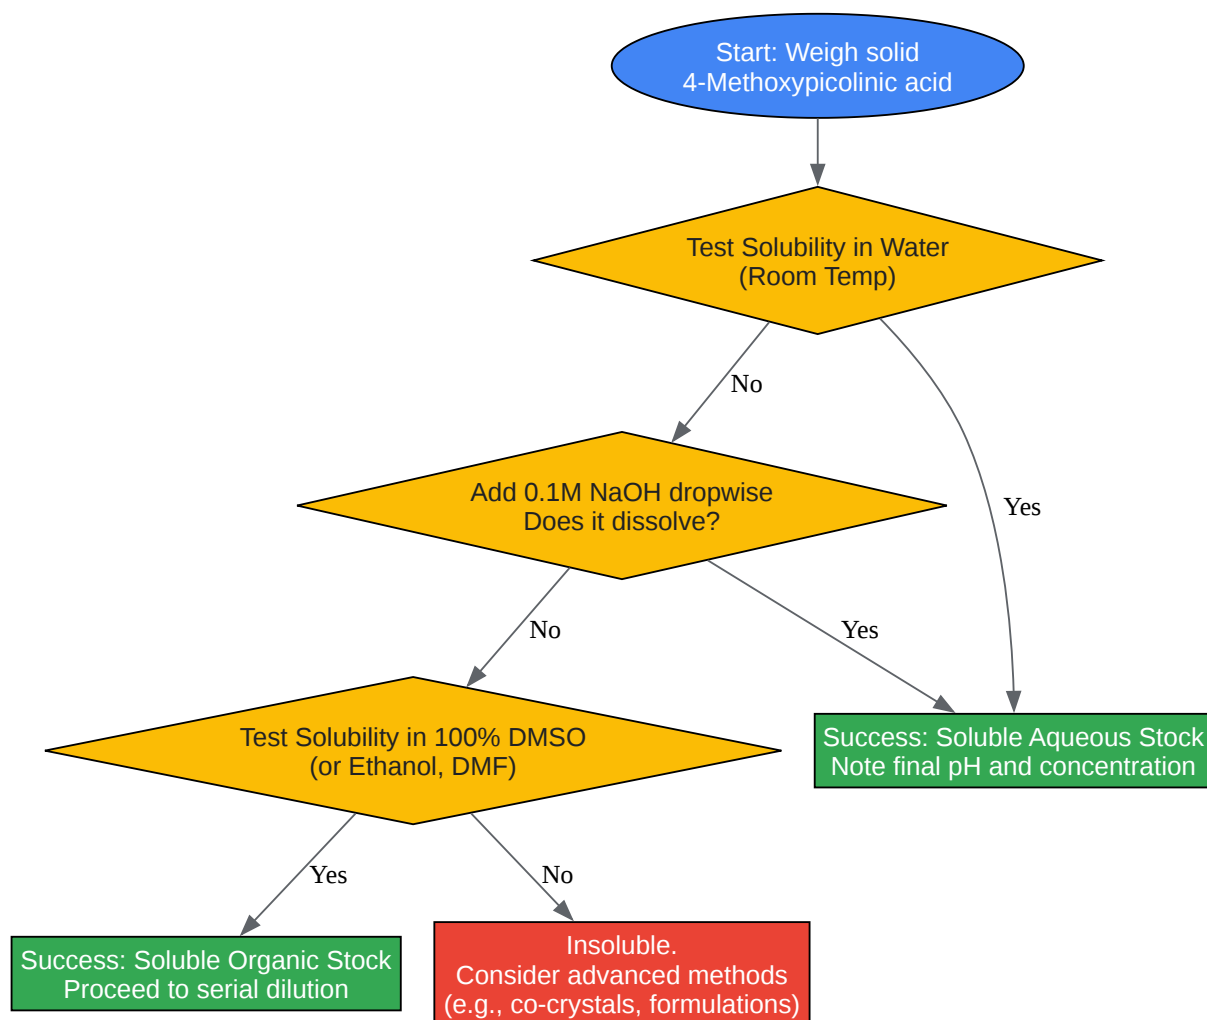 Start: Weigh solid
4-Methoxypicolinic acid
Test Solubility in Water
(Room Temp)
No
Yes
Add 0.1M NaOH dropwise
Does it dissolve?
No
Yes
Test Solubility in 100% DMSO
(or Ethanol, DMF)
Success: Soluble Aqueous Stock
Note final pH and concentration
Yes
No
Success: Soluble Organic Stock
Proceed to serial dilution
Insoluble.
Consider advanced methods
(e.g., co-crystals, formulations)